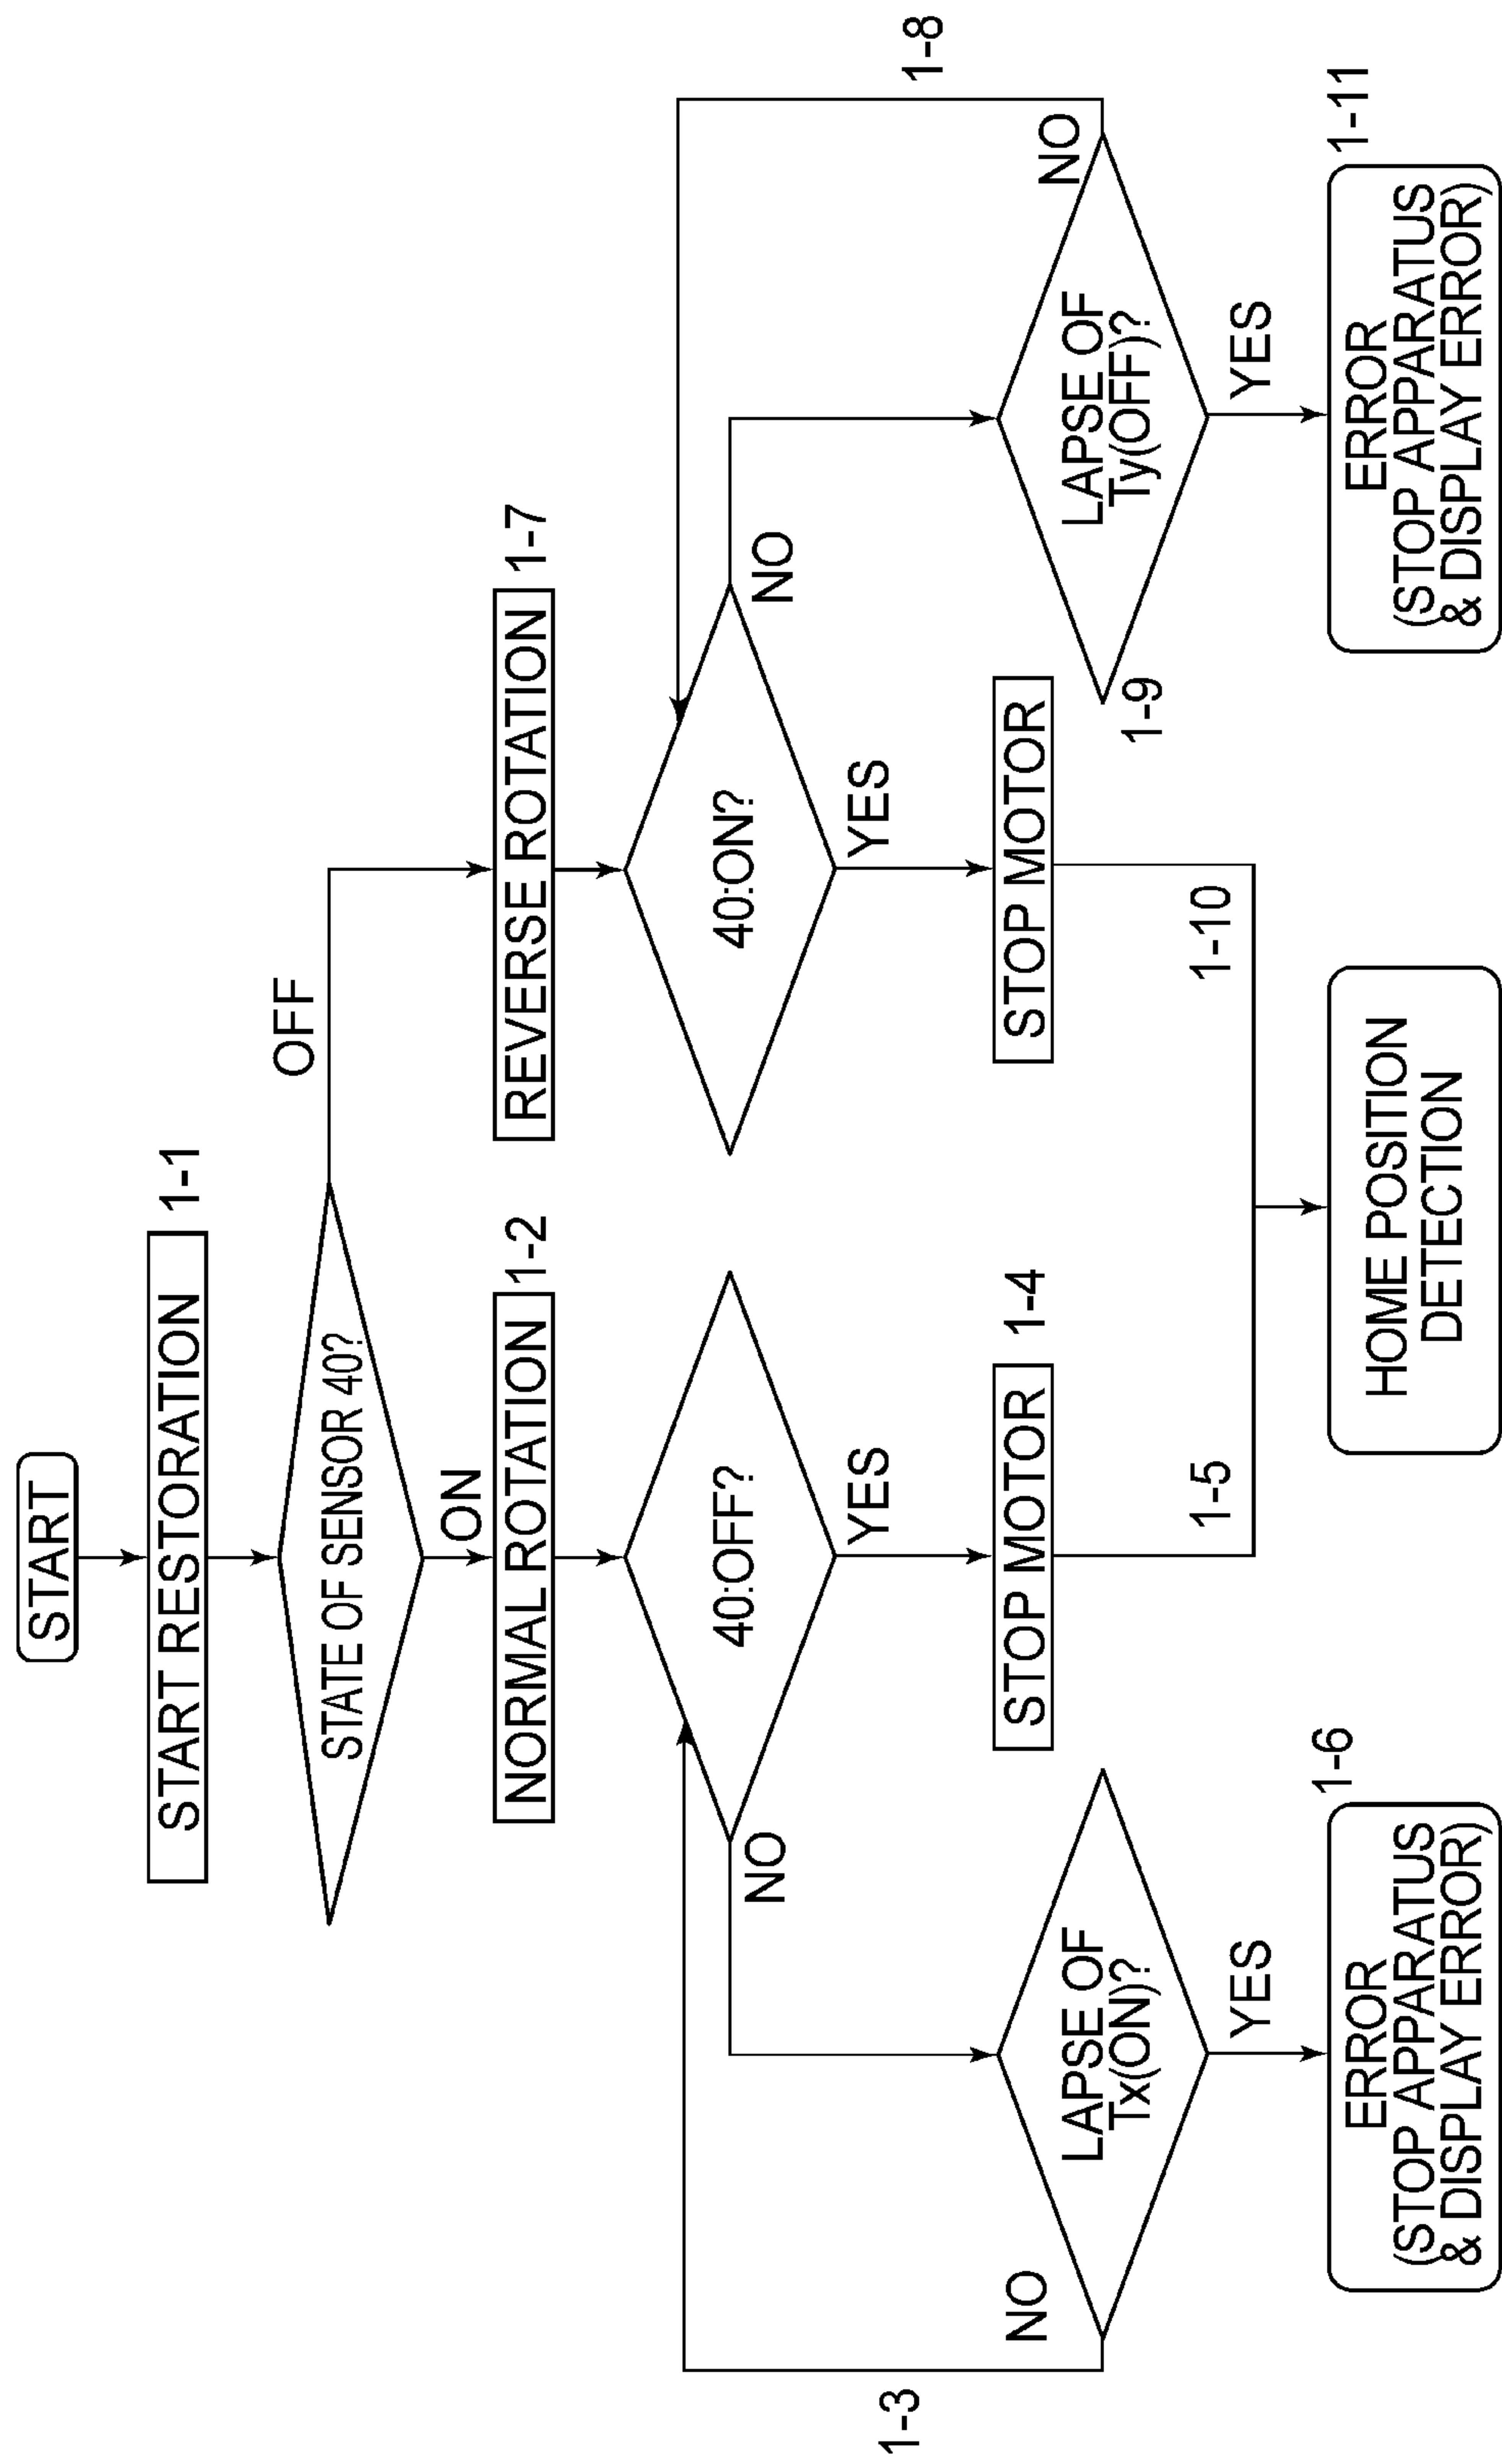 START
START RESTORATION
1-1
STATE OF SENSOR 40?
OFF
ON
NORMAL ROTATION
1-2
REVERSE ROTATION
1-7
40:OFF?
NO
YES
40:ON?
NO
YES
1-3
1-8
NO
LAPSE OF
Tx(ON)?
YES
STOP MOTOR
1-4
STOP MOTOR
1-9
LAPSE OF
Ty(OFF)?
NO
YES
1-5
1-10
ERROR
(STOP APPARATUS
& DISPLAY ERROR)
1-6
HOME POSITION
DETECTION
ERROR
(STOP APPARATUS
& DISPLAY ERROR)
1-11